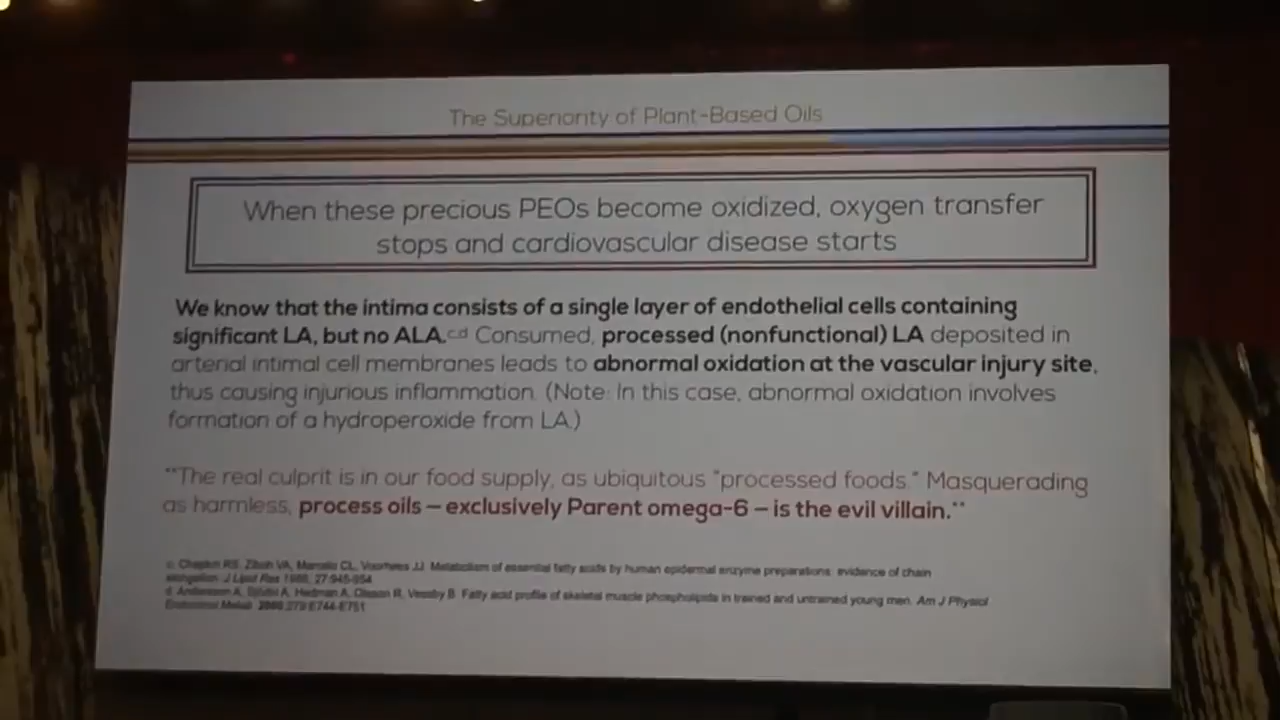 The Superiority of Plant-Based Oils
When these precious PEOs become oxidized, oxygen transfer
stops and cardiovascular disease starts
We know that the intima consists of a single layer of endothelial cells containing
significant LA, but no ALA.c,d Consumed, processed (nonfunctional) LA deposited in
arterial intimal cell membranes leads to abnormal oxidation at the vascular injury site,
thus causing injurious inflammation. (Note: In this case, abnormal oxidation involves
formation of a hydroperoxide from LA.)
**The real culprit is in our food supply, as ubiquitous "processed foods." Masquerading
as harmless, process oils – exclusively Parent omega-6 – is the evil villain.**
c. Chapkin RS, Ziboh VA, Marcelo CL, Voorhees JJ. Metabolism of essential fatty acids by human epidermal enzyme preparations: evidence of chain
elongation. J Lipid Res 1986; 27:945-954
d. Andersson A, A, Hedman A, Olsson R, Vessby B. Fatty acid profile of skeletal muscle phospholipids in trained and untrained young men. Am J Physiol
Endocrinol Metab. 2000;279:E744-E751